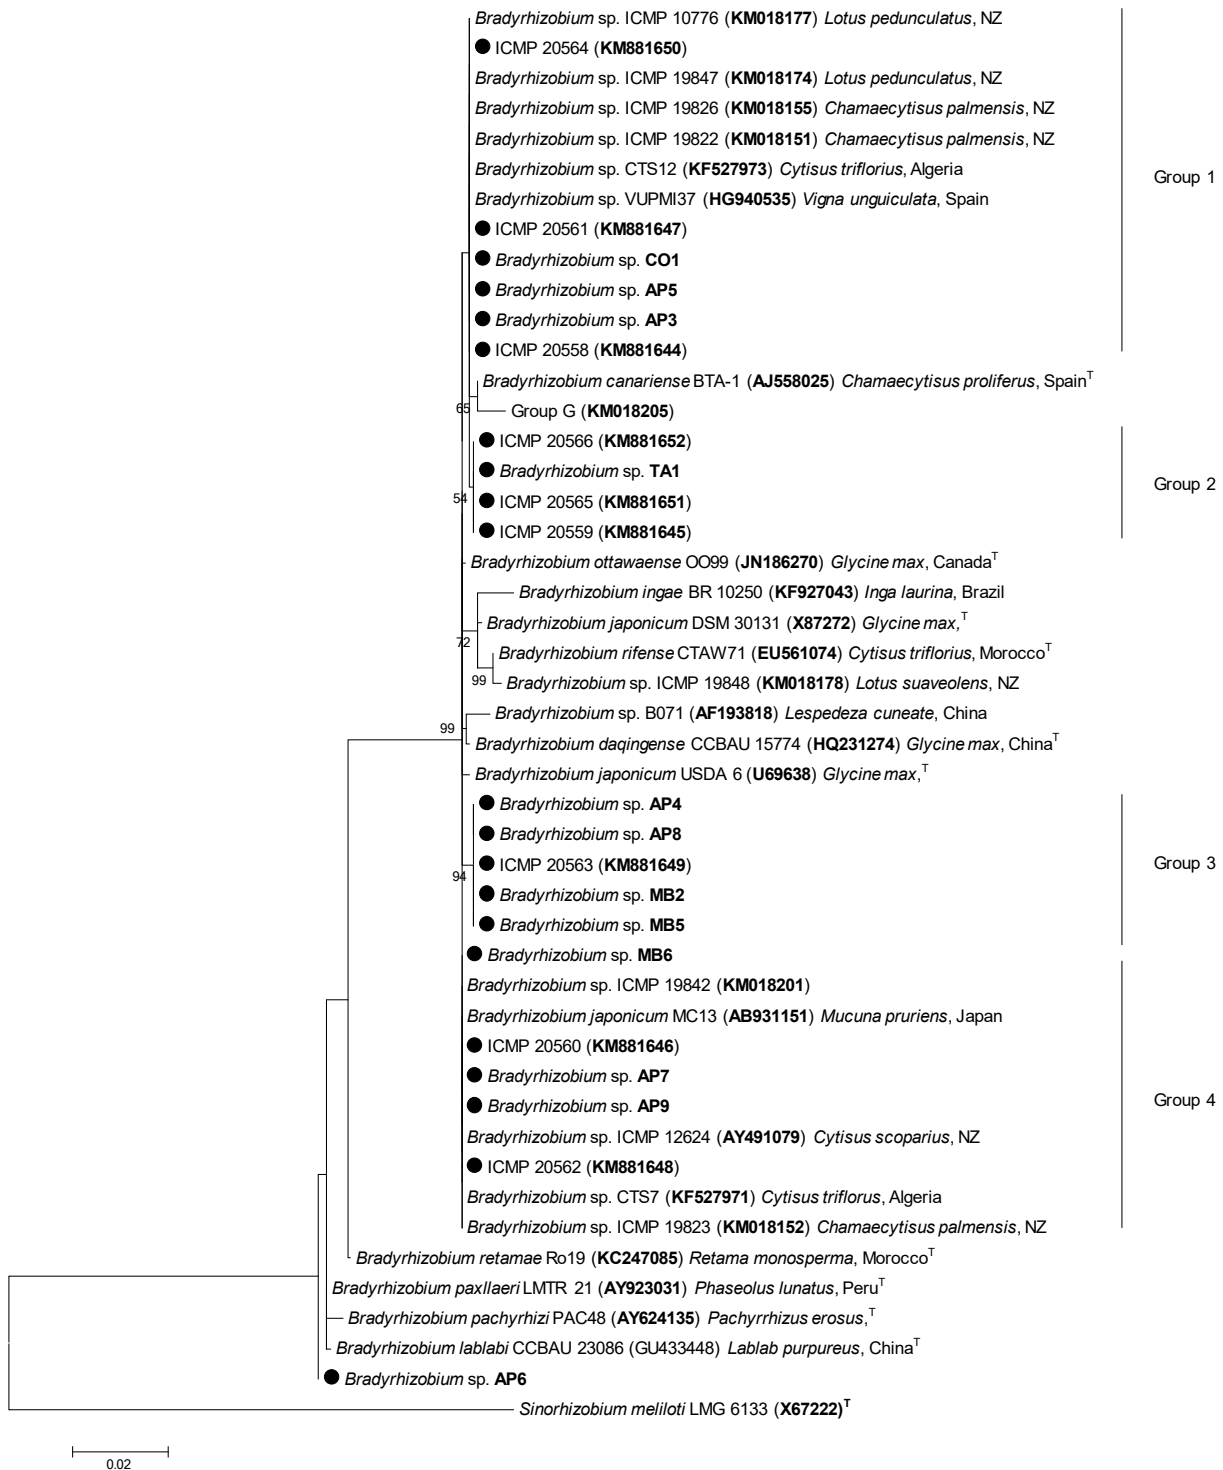 Bradyrhizobium sp. ICMP 10776 (KM018177) Lotus pedunculatus, NZ
ICMP 20564 (KM881650)
Bradyrhizobium sp. ICMP 19847 (KM018174) Lotus pedunculatus, NZ
Bradyrhizobium sp. ICMP 19826 (KM018155) Chamaecytisus palmensis, NZ
Bradyrhizobium sp. ICMP 19822 (KM018151) Chamaecytisus palmensis, NZ
Bradyrhizobium sp. CTS12 (KF527973) Cytisus triflorius, Algeria
Group 1
Bradyrhizobium sp. VUPMI37 (HG940535) Vigna unguiculata, Spain
ICMP 20561 (KM881647)
Bradyrhizobium sp. CO1
Bradyrhizobium sp. AP5
Bradyrhizobium sp. AP3
ICMP 20558 (KM881644)
Bradyrhizobium canariense BTA-1 (AJ558025) Chamaecytisus proliferus, Spain T
65
Group G (KM018205)
ICMP 20566 (KM881652)
Bradyrhizobium sp. TA1
Group 2
54
ICMP 20565 (KM881651)
ICMP 20559 (KM881645)
Bradyrhizobium ottawaense OO99 (JN186270) Glycine max, Canada T
Bradyrhizobium ingae BR 10250 (KF927043) Inga laurina, Brazil
Bradyrhizobium japonicum DSM 30131 (X87272) Glycine max, T
72
Bradyrhizobium rifense CTAW71 (EU561074) Cytisus triflorius, Morocco T
99
Bradyrhizobium sp. ICMP 19848 (KM018178) Lotus suaveolens, NZ
Bradyrhizobium sp. B071 (AF193818) Lespedeza cuneate, China
99
Bradyrhizobium daqingense CCBAU 15774 (HQ231274) Glycine max, China T
Bradyrhizobium japonicum USDA 6 (U69638) Glycine max, T
Bradyrhizobium sp. AP4
Bradyrhizobium sp. AP8
ICMP 20563 (KM881649)
Group 3
94
Bradyrhizobium sp. MB2
Bradyrhizobium sp. MB5
Bradyrhizobium sp. MB6
Bradyrhizobium sp. ICMP 19842 (KM018201)
Bradyrhizobium japonicum MC13 (AB931151) Mucuna pruriens, Japan
ICMP 20560 (KM881646)
Bradyrhizobium sp. AP7
Bradyrhizobium sp. AP9
Group 4
Bradyrhizobium sp. ICMP 12624 (AY491079) Cytisus scoparius, NZ
ICMP 20562 (KM881648)
Bradyrhizobium sp. CTS7 (KF527971) Cytisus triflorus, Algeria
Bradyrhizobium sp. ICMP 19823 (KM018152) Chamaecytisus palmensis, NZ
Bradyrhizobium retamae Ro19 (KC247085) Retama monosperma, Morocco T
Bradyrhizobium paxllaeri LMTR 21 (AY923031) Phaseolus lunatus, Peru T
Bradyrhizobium pachyrhizi PAC48 (AY624135) Pachyrrhizus erosus, T
Bradyrhizobium lablabi CCBAU 23086 (GU433448) Lablab purpureus, China T
Bradyrhizobium sp. AP6
Sinorhizobium meliloti LMG 6133 (X67222) T
0.02